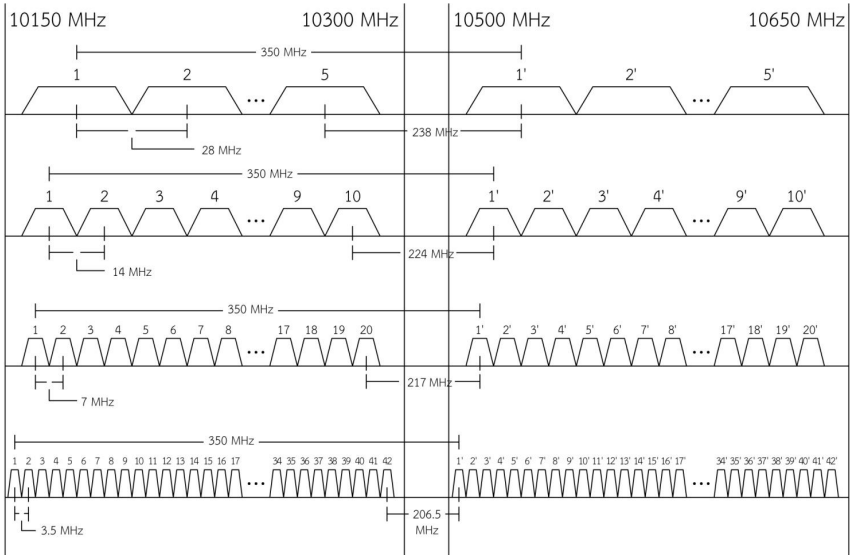 10150 MHz 10300 MHz 10500 MHz 10650 MHz
350 MHz
1 2 5 1' 2' 5'
... ...
238 MHz
28 MHz
350 MHz
1 2 3 4 9 10 1' 2' 3' 4' 9' 10'
... ...
224 MHz
14 MHz
350 MHz
1 2 3 4 5 6 7 8 17 18 19 20 1' 2' 3' 4' 5' 6' 7' 8' 17' 18' 19' 20'
... ...
217 MHz
7 MHz
350 MHz
1 2 3 4 5 6 7 8 9 10 11 12 13 14 15 16 17 34 35 36 37 38 39 40 41 42 1' 2' 3' 4' 5' 6' 7' 8' 9' 10' 11' 12' 13' 14' 15' 16' 17' 34' 35' 36' 37' 38' 39' 40' 41' 42'
... ...
206.5
MHz
3.5 MHz